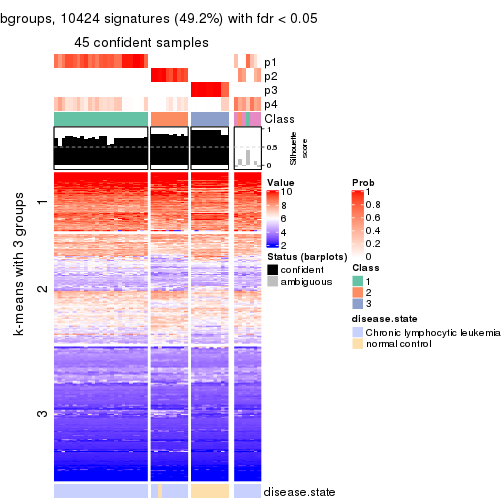 bgroups, 10424 signatures (49.2%) with fdr < 0.05
45 confident samples
p1
p2
p3
p4
Class
1
0.5
0
Silhouette
score
k-means with 3 groups
1
2
3
Value
10
8
6
4
2
Status (barplots)
confident
ambiguous
Prob
1
0.8
0.6
0.4
0.2
0
Class
1
2
3
disease.state
Chronic lymphocytic leukemia
normal control
disease.state